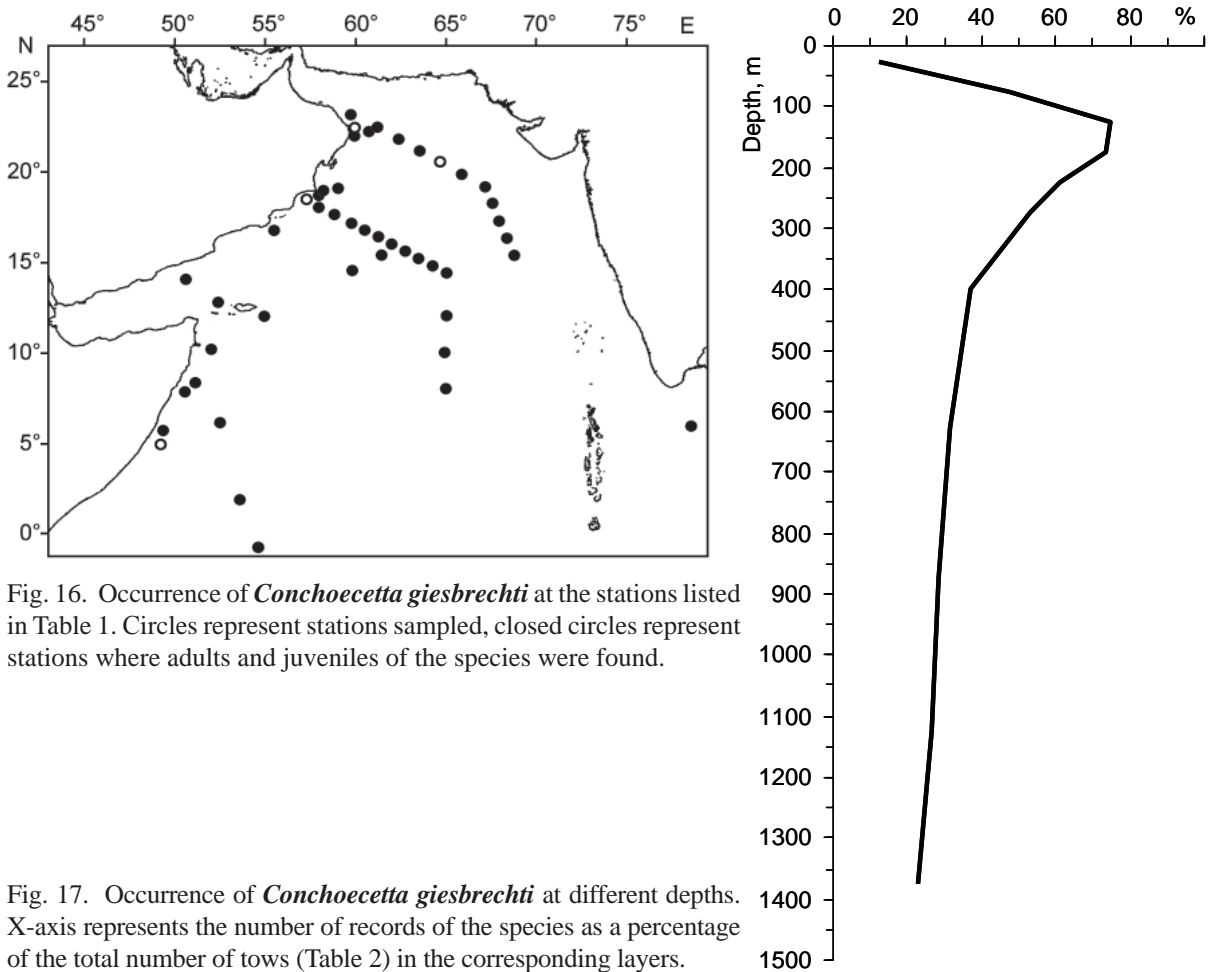 45° 50° 55° 60° 65° 70° 75° E
N
25°
20°
15°
10°
5°
0°
Fig. 16. Occurrence of Conchoecetta giesbrechti at the stations listed
in Table 1. Circles represent stations sampled, closed circles represent
stations where adults and juveniles of the species were found.
0 20 40 60 80 %
Depth, m
0
100
200
300
400
500
600
700
800
900
1000
1100
1200
1300
1400
1500
Fig. 17. Occurrence of Conchoecetta giesbrechti at different depths.
X-axis represents the number of records of the species as a percentage
of the total number of tows (Table 2) in the corresponding layers.